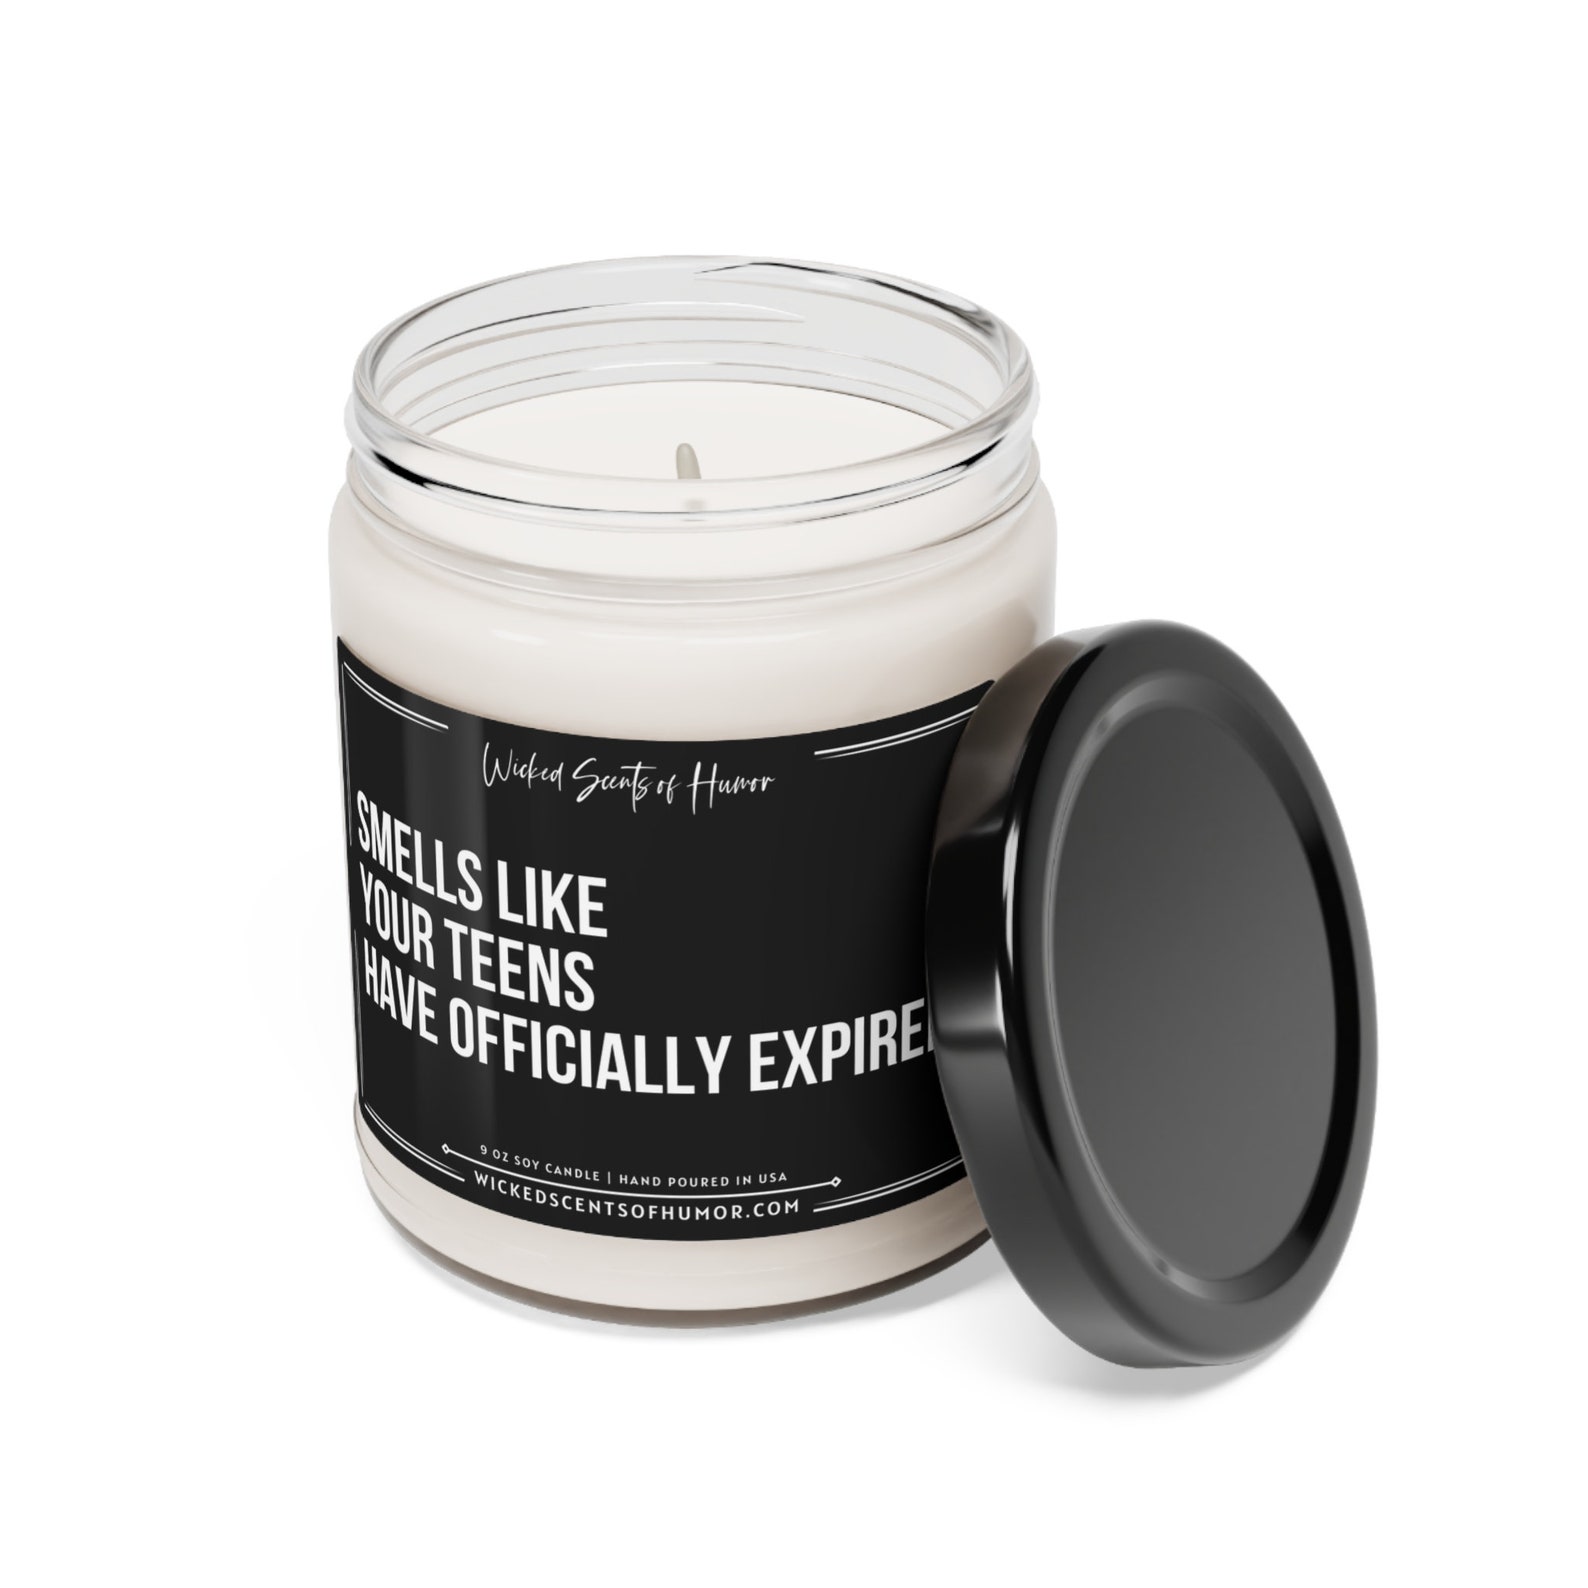 Wicked Scents of Humor
SMELLS LIKE
YOUR TEENS
HAVE OFFICIALLY EXPIRE
9 OZ SOY CANDLE | HAND POURED IN USA
WICKEDSCENTSOFHUMOR.COM